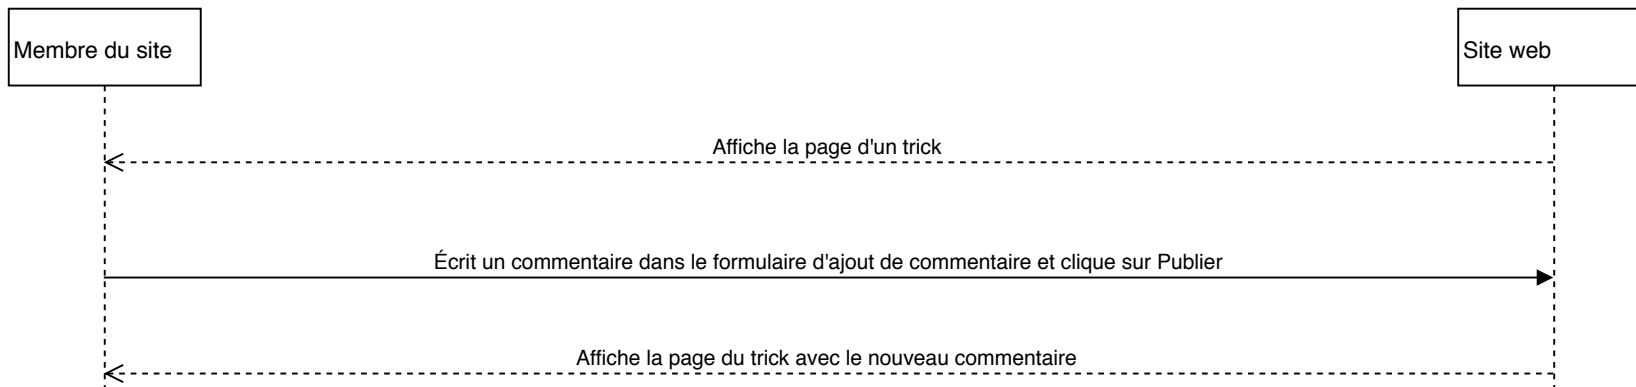 Membre du site
Site web
Affiche la page d'un trick
Écrit un commentaire dans le formulaire d'ajout de commentaire et clique sur Publier
Affiche la page du trick avec le nouveau commentaire